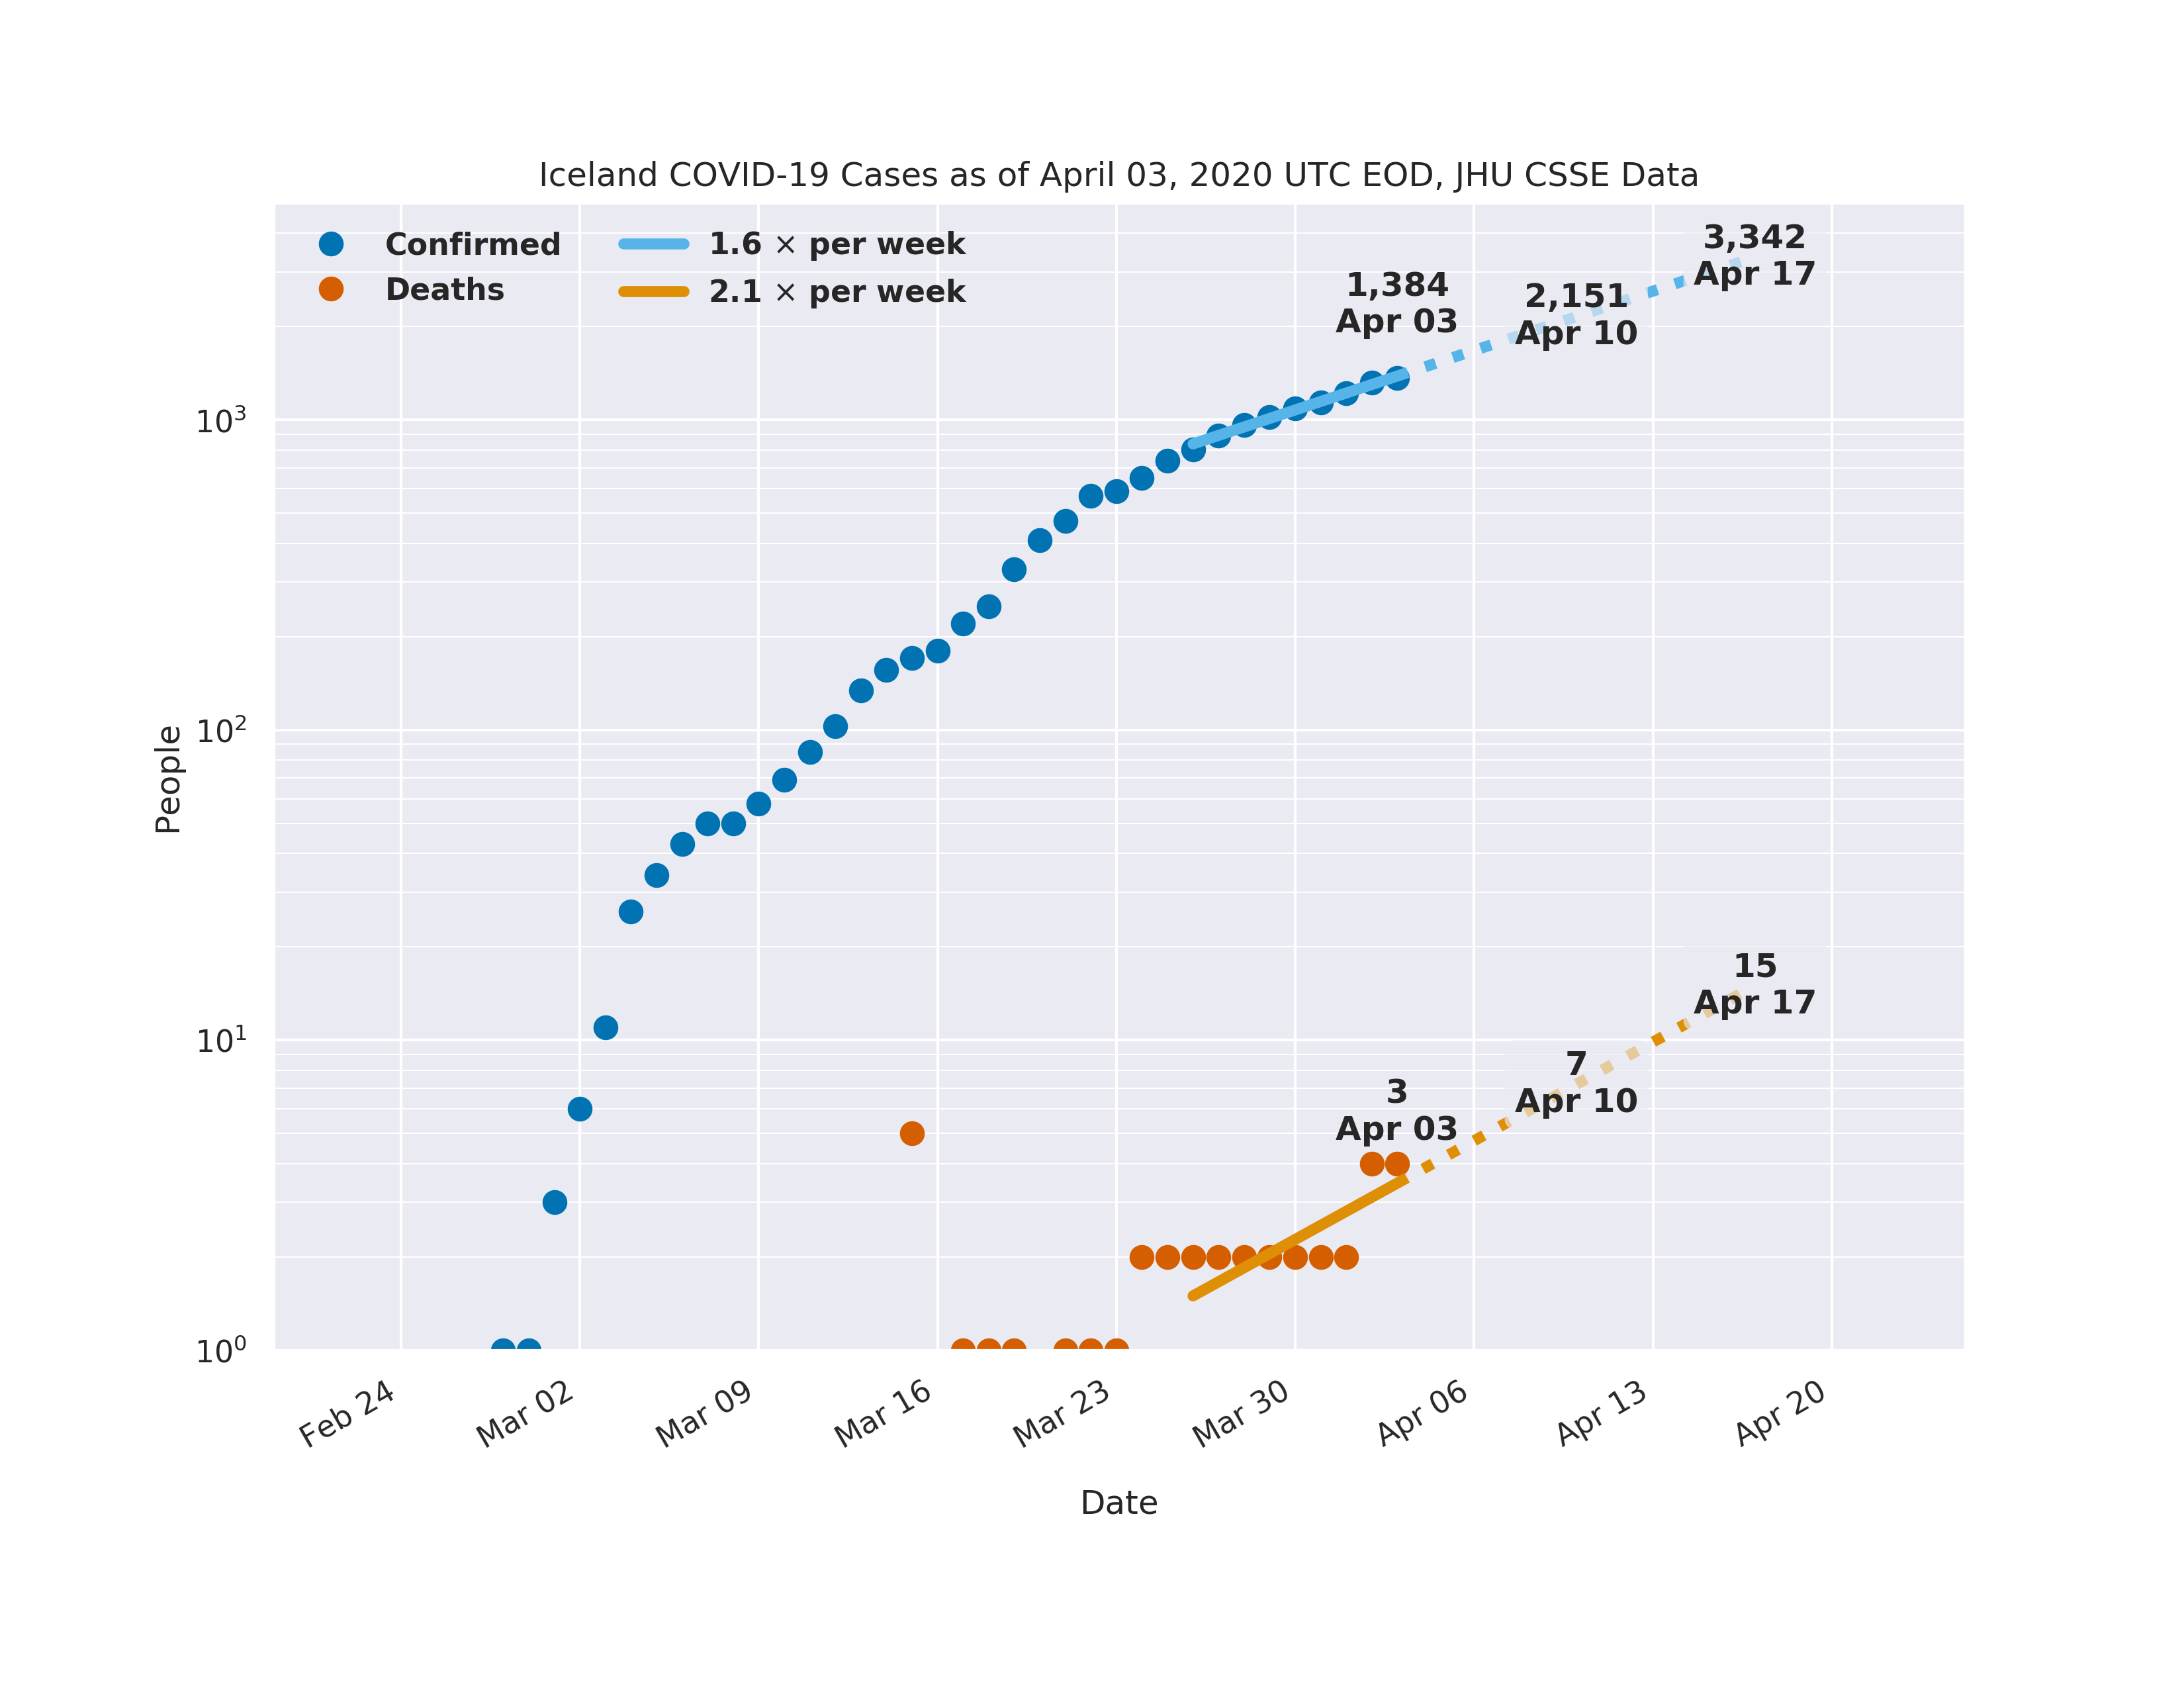 Iceland COVID-19 Cases as of April 03, 2020 UTC EOD, JHU CSSE Data
Confirmed
Deaths
1.6 × per week
2.1 × per week
1,384
Apr 03
2,151
Apr 10
3,342
Apr 17
3
Apr 03
7
Apr 10
15
Apr 17
People
10³
10²
10¹
10⁰
Feb 24
Mar 02
Mar 09
Mar 16
Mar 23
Mar 30
Apr 06
Apr 13
Apr 20
Date